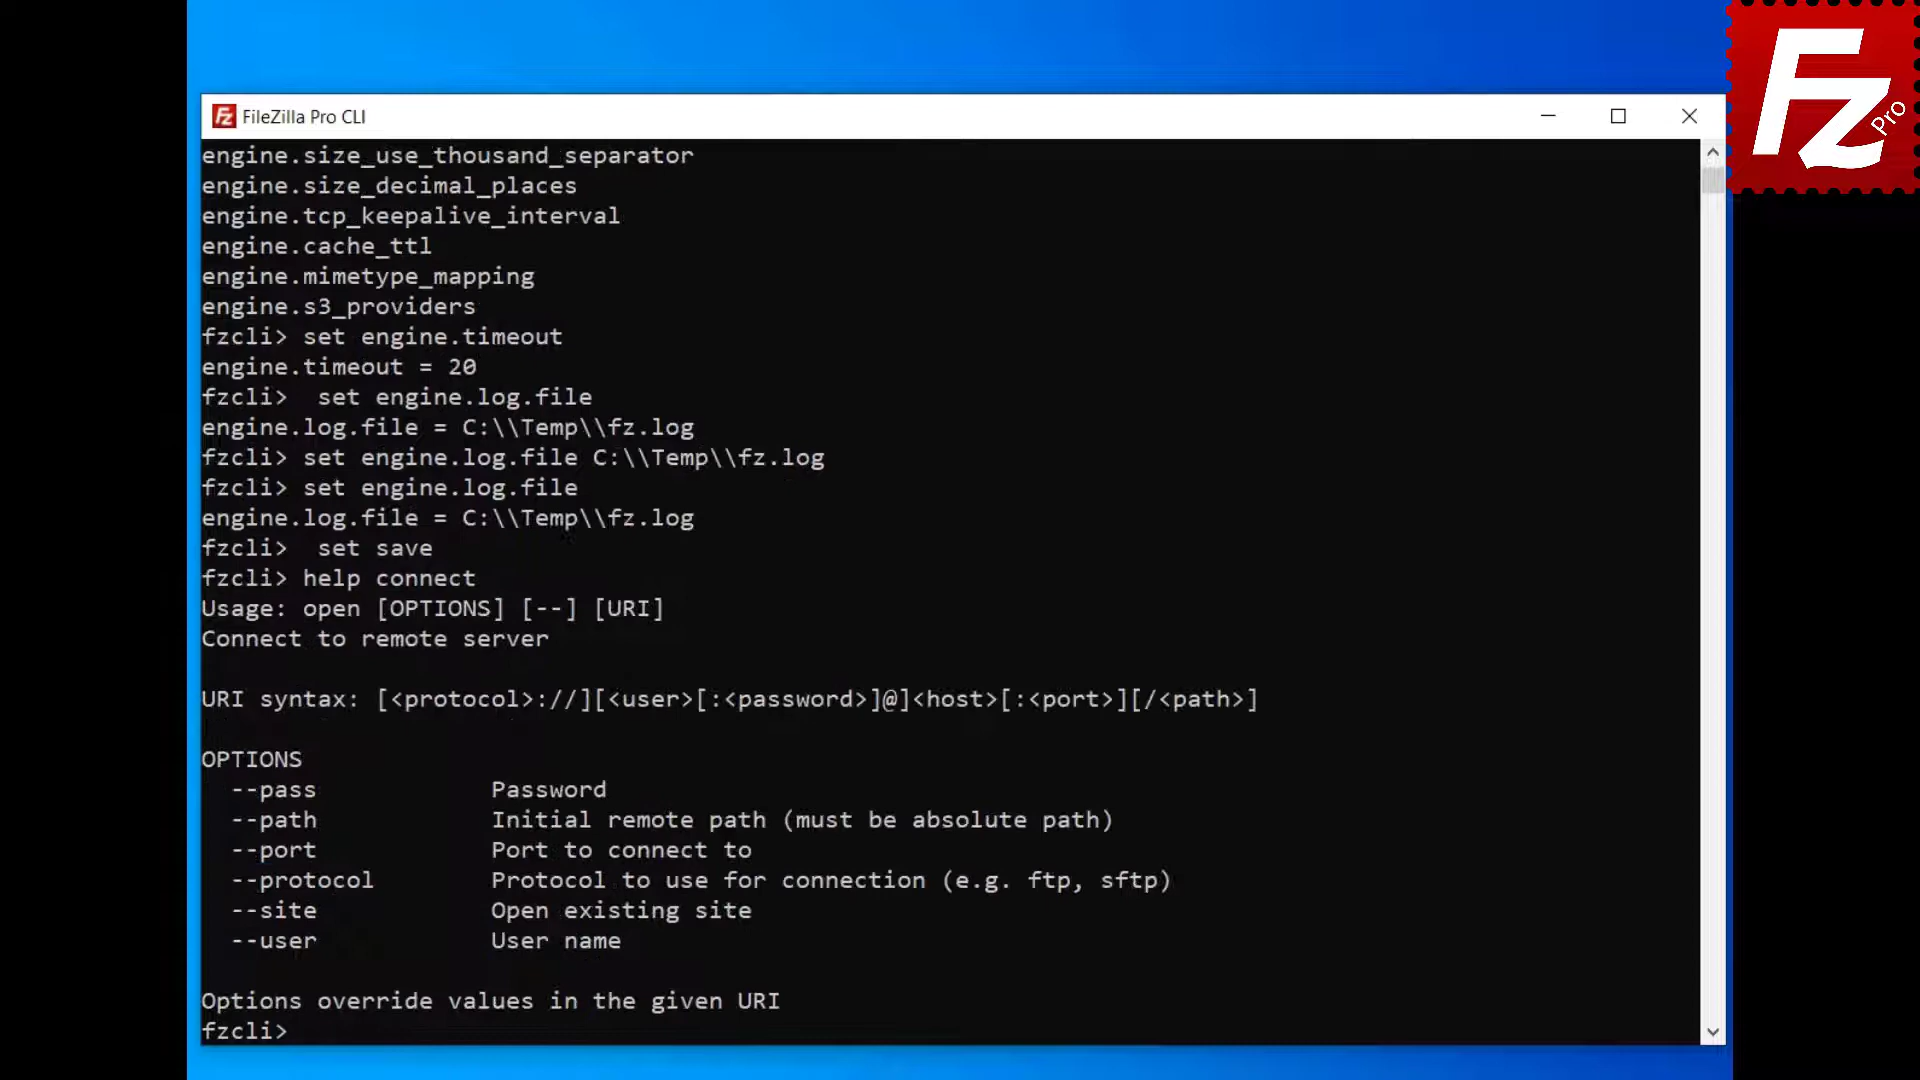 FileZilla Pro CLI
engine.size_use_thousand_separator
engine.size_decimal_places
engine.tcp_keepalive_interval
engine.cache_ttl
engine.mimetype_mapping
engine.s3_providers
fzcli> set engine.timeout
engine.timeout = 20
fzcli>  set engine.log.file
engine.log.file = C:\\Temp\\fz.log
fzcli> set engine.log.file C:\\Temp\\fz.log
fzcli> set engine.log.file
engine.log.file = C:\\Temp\\fz.log
fzcli>  set save
fzcli> help connect
Usage: open [OPTIONS] [--] [URI]
Connect to remote server
URI syntax: [<protocol>://][<user>[:<password>]@]<host>[:<port>][/<path>]
OPTIONS
--pass Password
--path Initial remote path (must be absolute path)
--port Port to connect to
--protocol Protocol to use for connection (e.g. ftp, sftp)
--site Open existing site
--user User name
Options override values in the given URI
fzcli>
Fz Pro